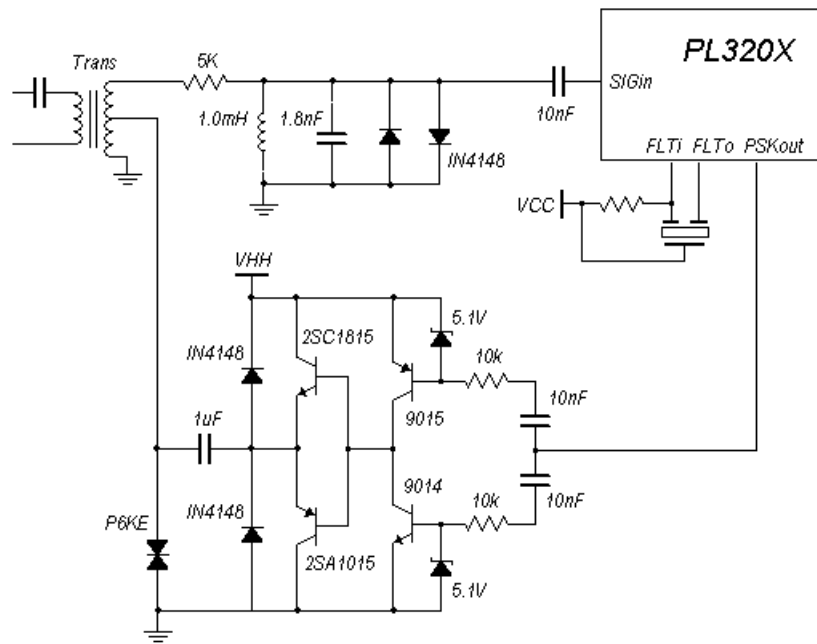 Trans
5K
PL320X
SIGin
10nF
1.0mH
1.8nF
IN4148
FLTi FLTo PSKout
VCC
VHH
5.1V
2SC1815
IN4148
10k
10nF
1uF
9015
9014
10k
10nF
P6KE
IN4148
2SA1015
5.1V